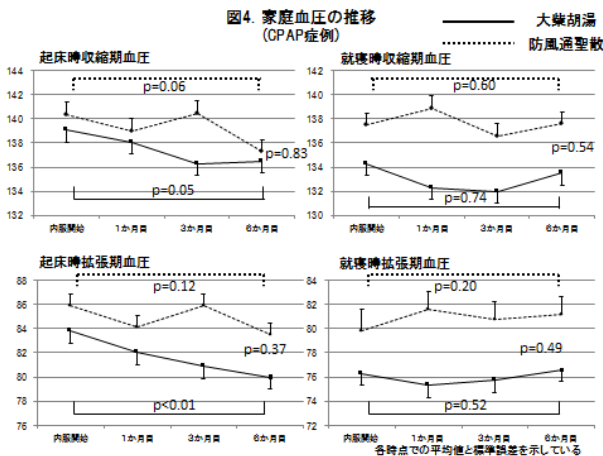 図4. 家庭血圧の推移
(CPAP症例)
大柴胡湯
防風通聖散
起床時収縮期血圧
144
142
140
138
136
134
132
p=0.06
p=0.83
p=0.05
内服開始 1か月目 3か月目 6か月目
就寝時収縮期血圧
142
140
138
136
134
132
130
p=0.60
p=0.54
p=0.74
内服開始 1か月目 3か月目 6か月目
起床時拡張期血圧
88
86
84
82
80
78
76
p=0.12
p=0.37
p<0.01
内服開始 1か月目 3か月目 6か月目
就寝時拡張期血圧
84
82
80
78
76
74
72
p=0.20
p=0.49
p=0.52
内服開始 1か月目 3か月目 6か月目
各時点での平均値と標準誤差を示している